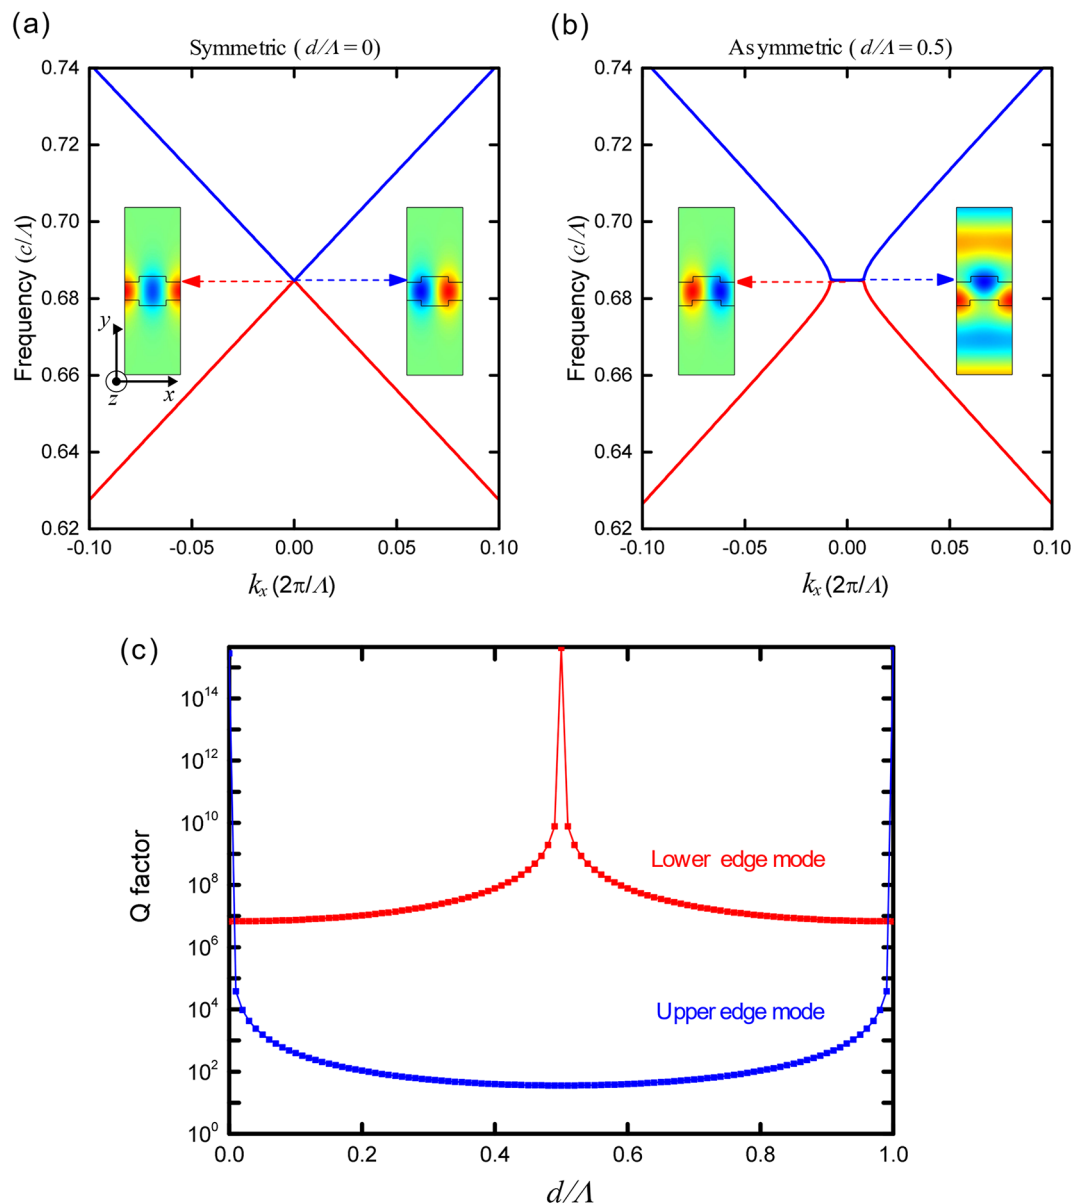 (a)
Symmetric ( d/Λ = 0)
0.74
0.72
0.70
0.68
0.66
0.64
0.62
Frequency (c/Λ)
y
z
x
-0.10
-0.05
0.00
0.05
0.10
kx (2π/Λ)
(b)
Asymmetric ( d/Λ = 0.5)
0.74
0.72
0.70
0.68
0.66
0.64
0.62
Frequency (c/Λ)
-0.10
-0.05
0.00
0.05
0.10
kx (2π/Λ)
(c)
10^14
10^12
10^10
10^8
10^6
10^4
10^2
10^0
Q factor
Lower edge mode
Upper edge mode
0.0
0.2
0.4
0.6
0.8
1.0
d/Λ